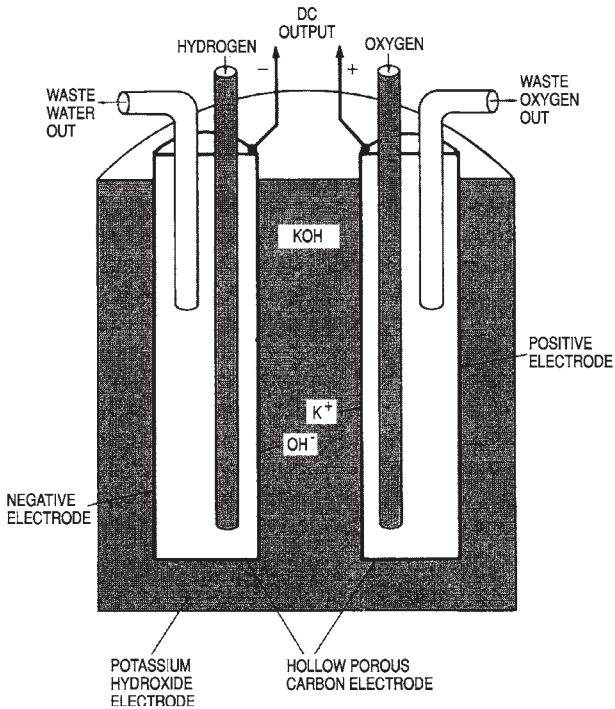 DC
OUTPUT
HYDROGEN
−
+
OXYGEN
WASTE
WATER
OUT
WASTE
OXYGEN
OUT
KOH
POSITIVE
ELECTRODE
K+
OH-
NEGATIVE
ELECTRODE
POTASSIUM
HYDROXIDE
ELECTRODE
HOLLOW POROUS
CARBON ELECTRODE